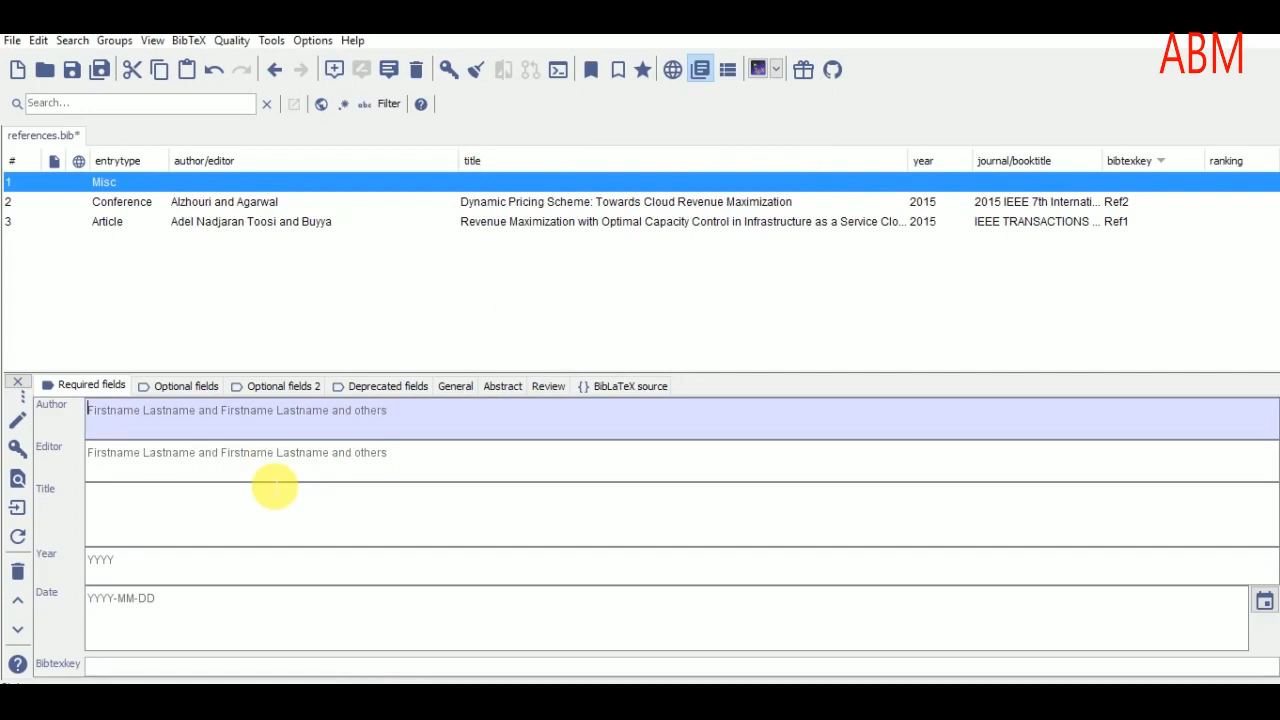 ABM
File Edit Search Groups View BibTeX Quality Tools Options Help
Search... abc Filter
references.bib*
# entrytype author/editor title year journal/booktitle bibtexkey ranking
1 Misc
2 Conference Alzhouri and Agarwal Dynamic Pricing Scheme: Towards Cloud Revenue Maximization 2015 2015 IEEE 7th Internati... Ref2
3 Article Adel Nadjaran Toosi and Buyya Revenue Maximization with Optimal Capacity Control in Infrastructure as a Service Clo... 2015 IEEE TRANSACTIONS ... Ref1
Required fields Optional fields Optional fields 2 Deprecated fields General Abstract Review {} BibLaTeX source
Author Firstname Lastname and Firstname Lastname and others
Editor Firstname Lastname and Firstname Lastname and others
Title
Year YYYY
Date YYYY-MM-DD
Bibtexkey